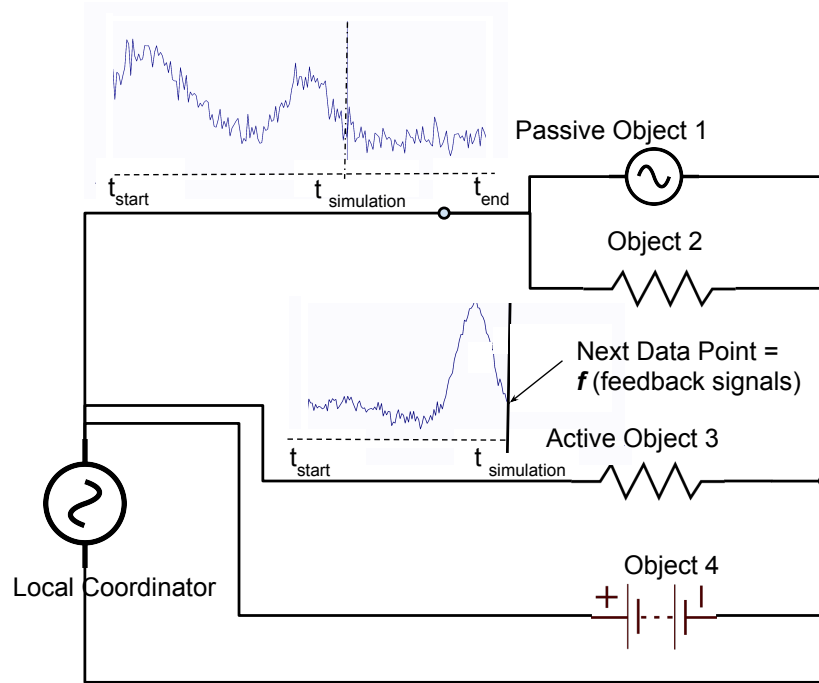 Passive Object 1
t start
t simulation
t end
Object 2
Next Data Point =
f (feedback signals)
Active Object 3
t start
t simulation
Local Coordinator
Object 4
+